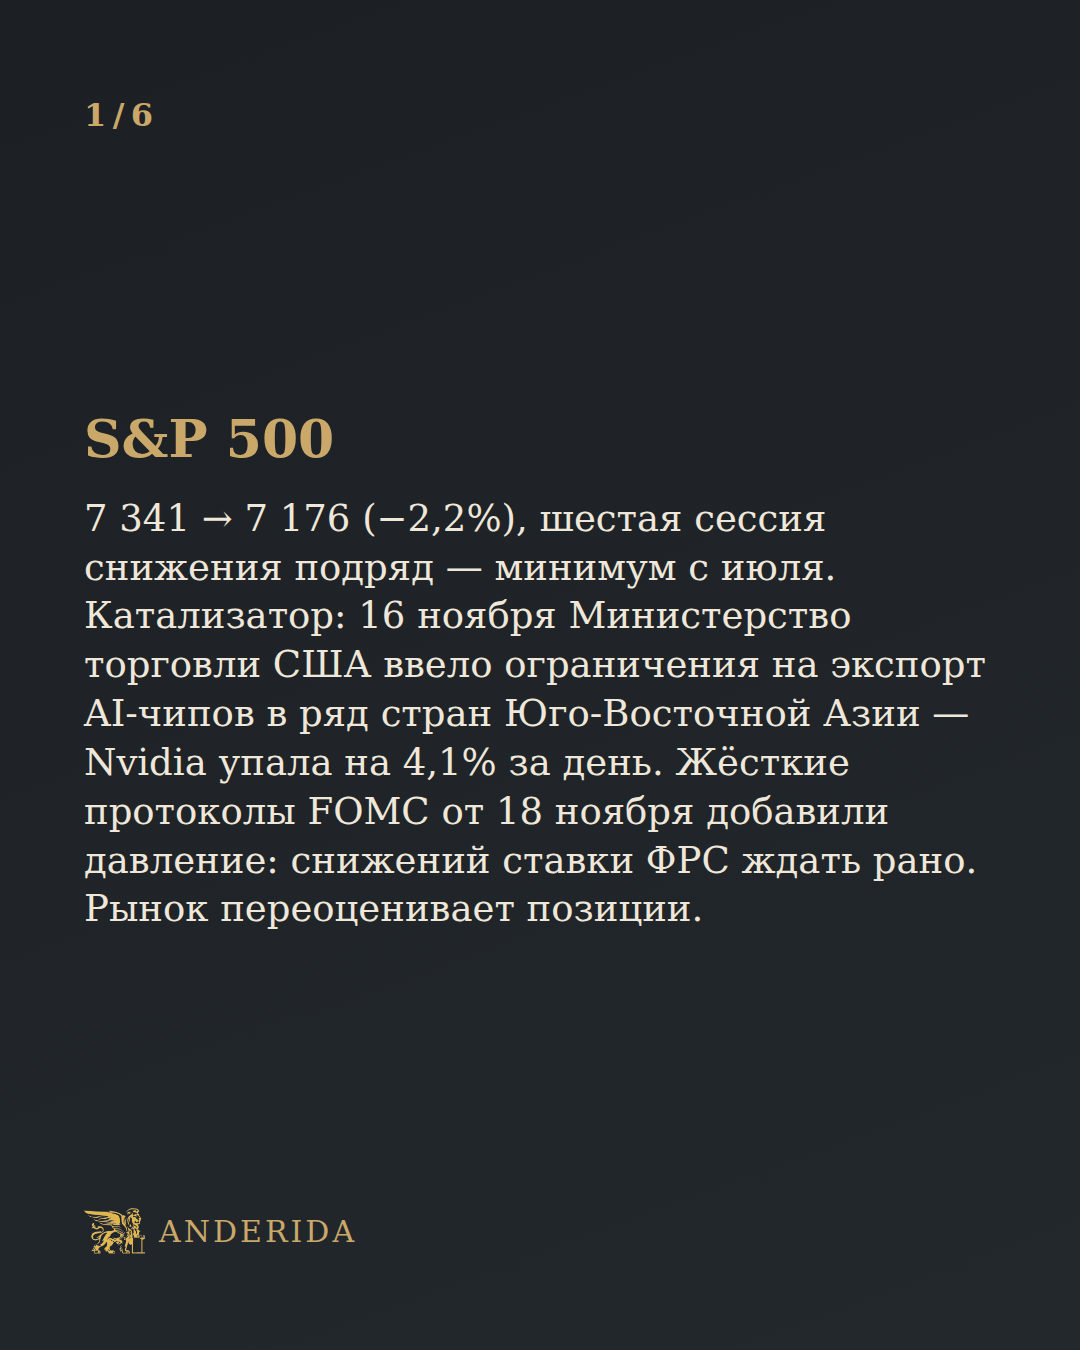 1/6
S&P 500
7 341 → 7 176 (−2,2%), шестая сессия
снижения подряд — минимум с июля.
Катализатор: 16 ноября Министерство
торговли США ввело ограничения на экспорт
AI-чипов в ряд стран Юго-Восточной Азии —
Nvidia упала на 4,1% за день. Жёсткие
протоколы FOMC от 18 ноября добавили
давление: снижений ставки ФРС ждать рано.
Рынок переоценивает позиции.
ANDERIDA